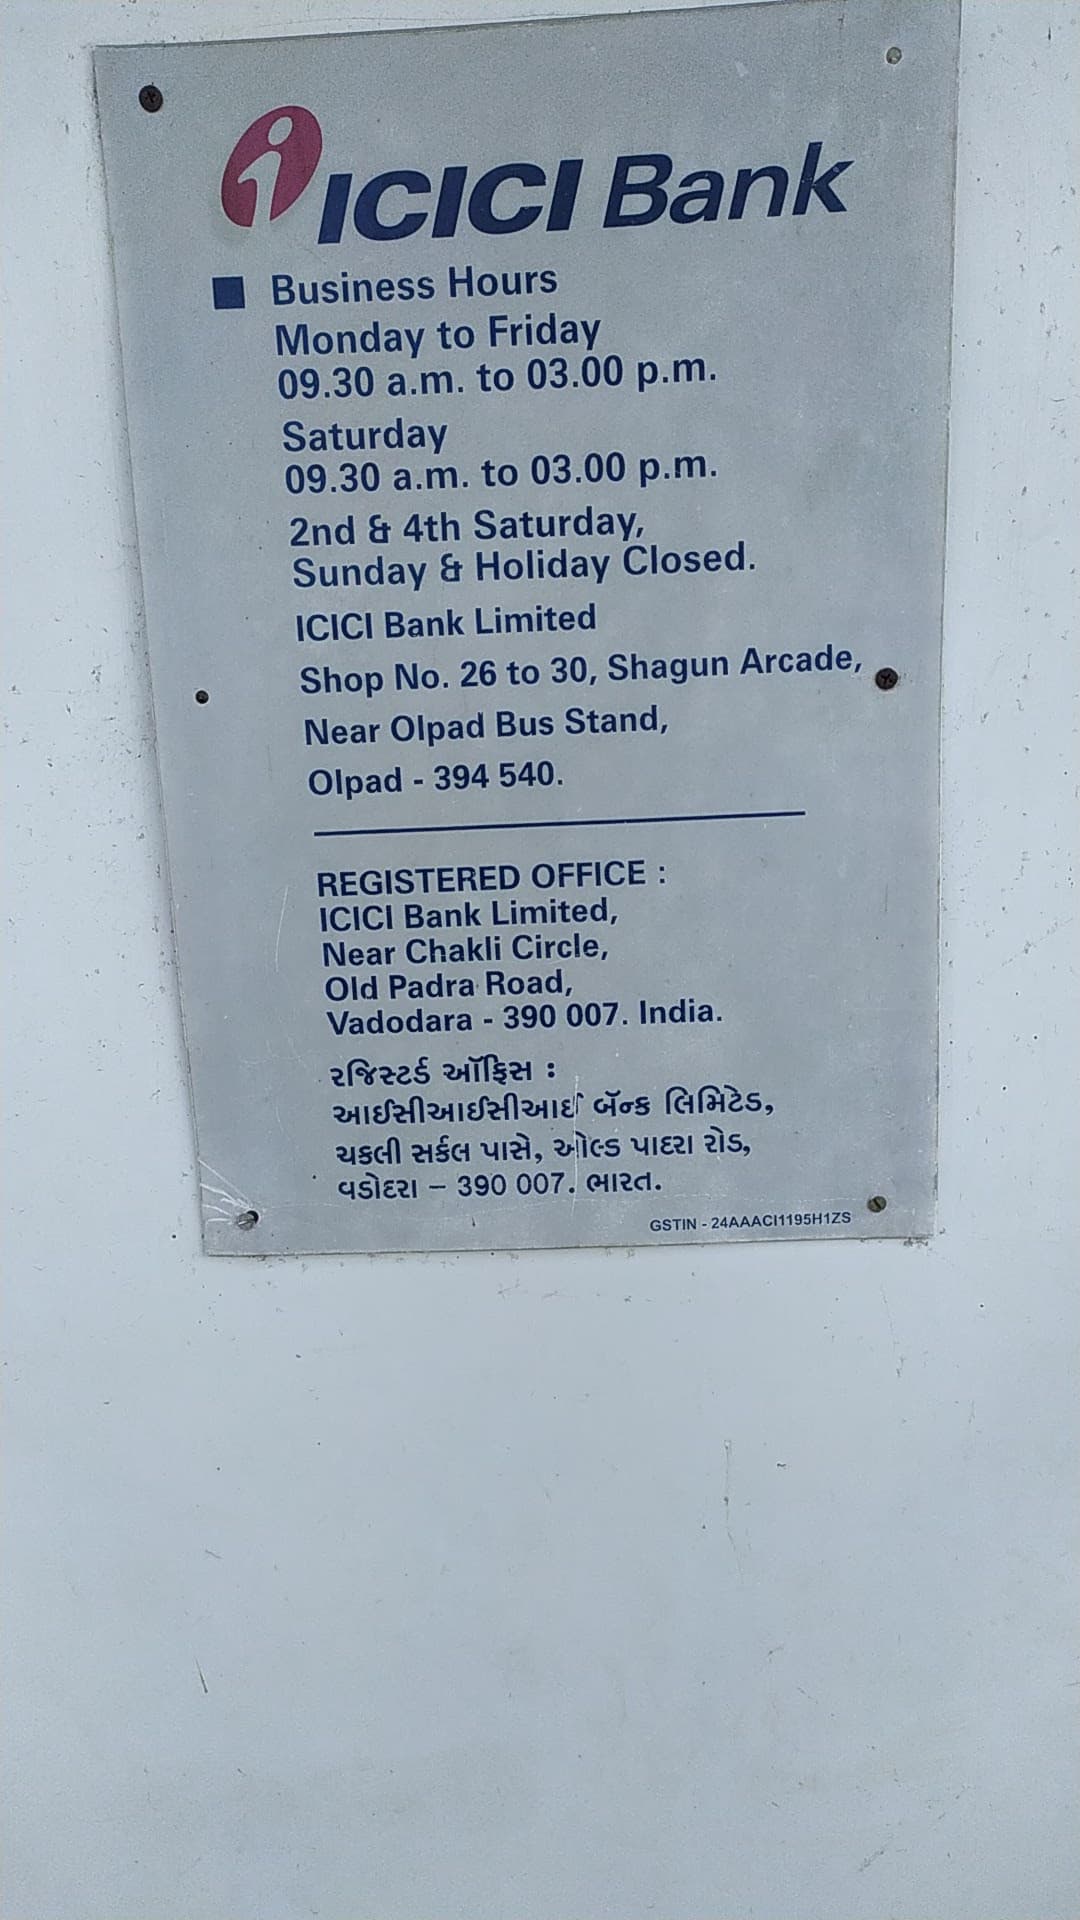 ICICI Bank
Business Hours
Monday to Friday
09.30 a.m. to 03.00 p.m.
Saturday
09.30 a.m. to 03.00 p.m.
2nd & 4th Saturday,
Sunday & Holiday Closed.
ICICI Bank Limited
Shop No. 26 to 30, Shagun Arcade,
Near Olpad Bus Stand,
Olpad - 394 540.
REGISTERED OFFICE :
ICICI Bank Limited,
Near Chakli Circle,
Old Padra Road,
Vadodara - 390 007. India.
રજિસ્ટર્ડ ઑફિસ :
આઈસીઆઈસીઆઈ બૅન્ક લિમિટેડ,
ચકલી સર્કલ પાસે, ઓલ્ડ પાદરા રોડ,
વડોદરા – 390 007. ભારત.
GSTIN - 24AAACI1195H1ZS